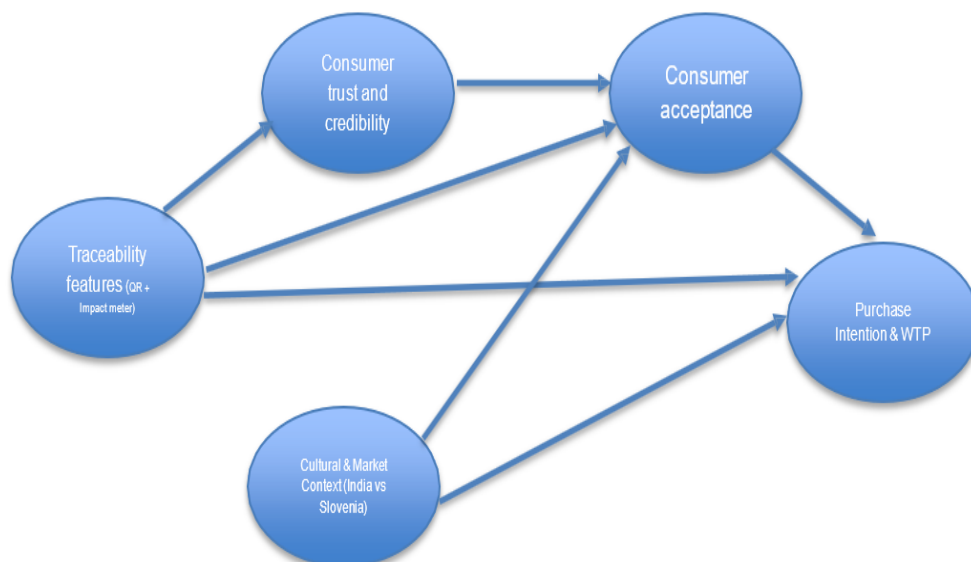 Consumer
trust and
credibility
Consumer
acceptance
Traceability
features (QR +
Impact meter)
Purchase
Intention & WTP
Cultural & Market
Context (India vs
Slovenia)